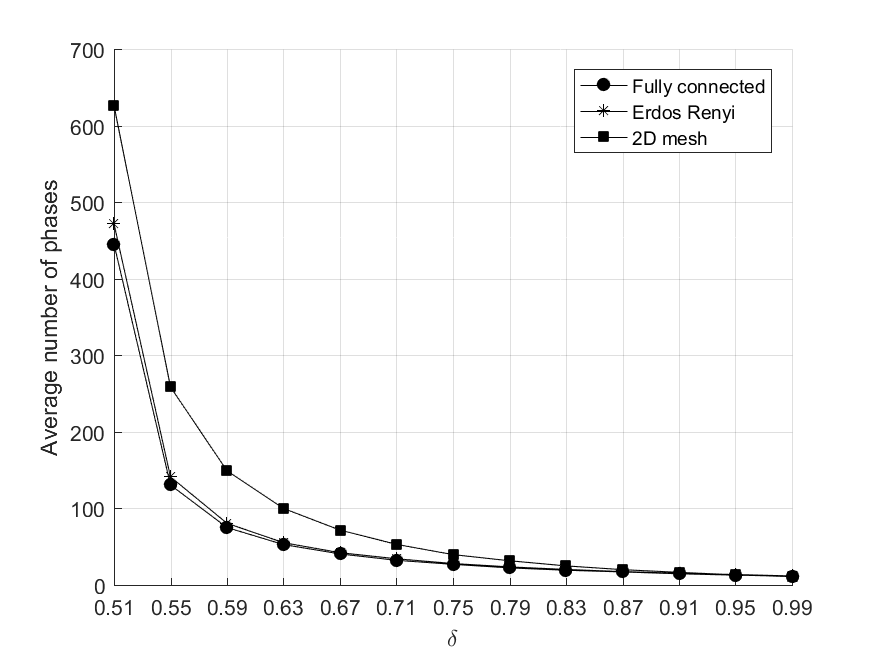 700
600
500
400
300
200
100
0
Average number of phases
Fully connected
Erdos Renyi
2D mesh
0.51 0.55 0.59 0.63 0.67 0.71 0.75 0.79 0.83 0.87 0.91 0.95 0.99
δ